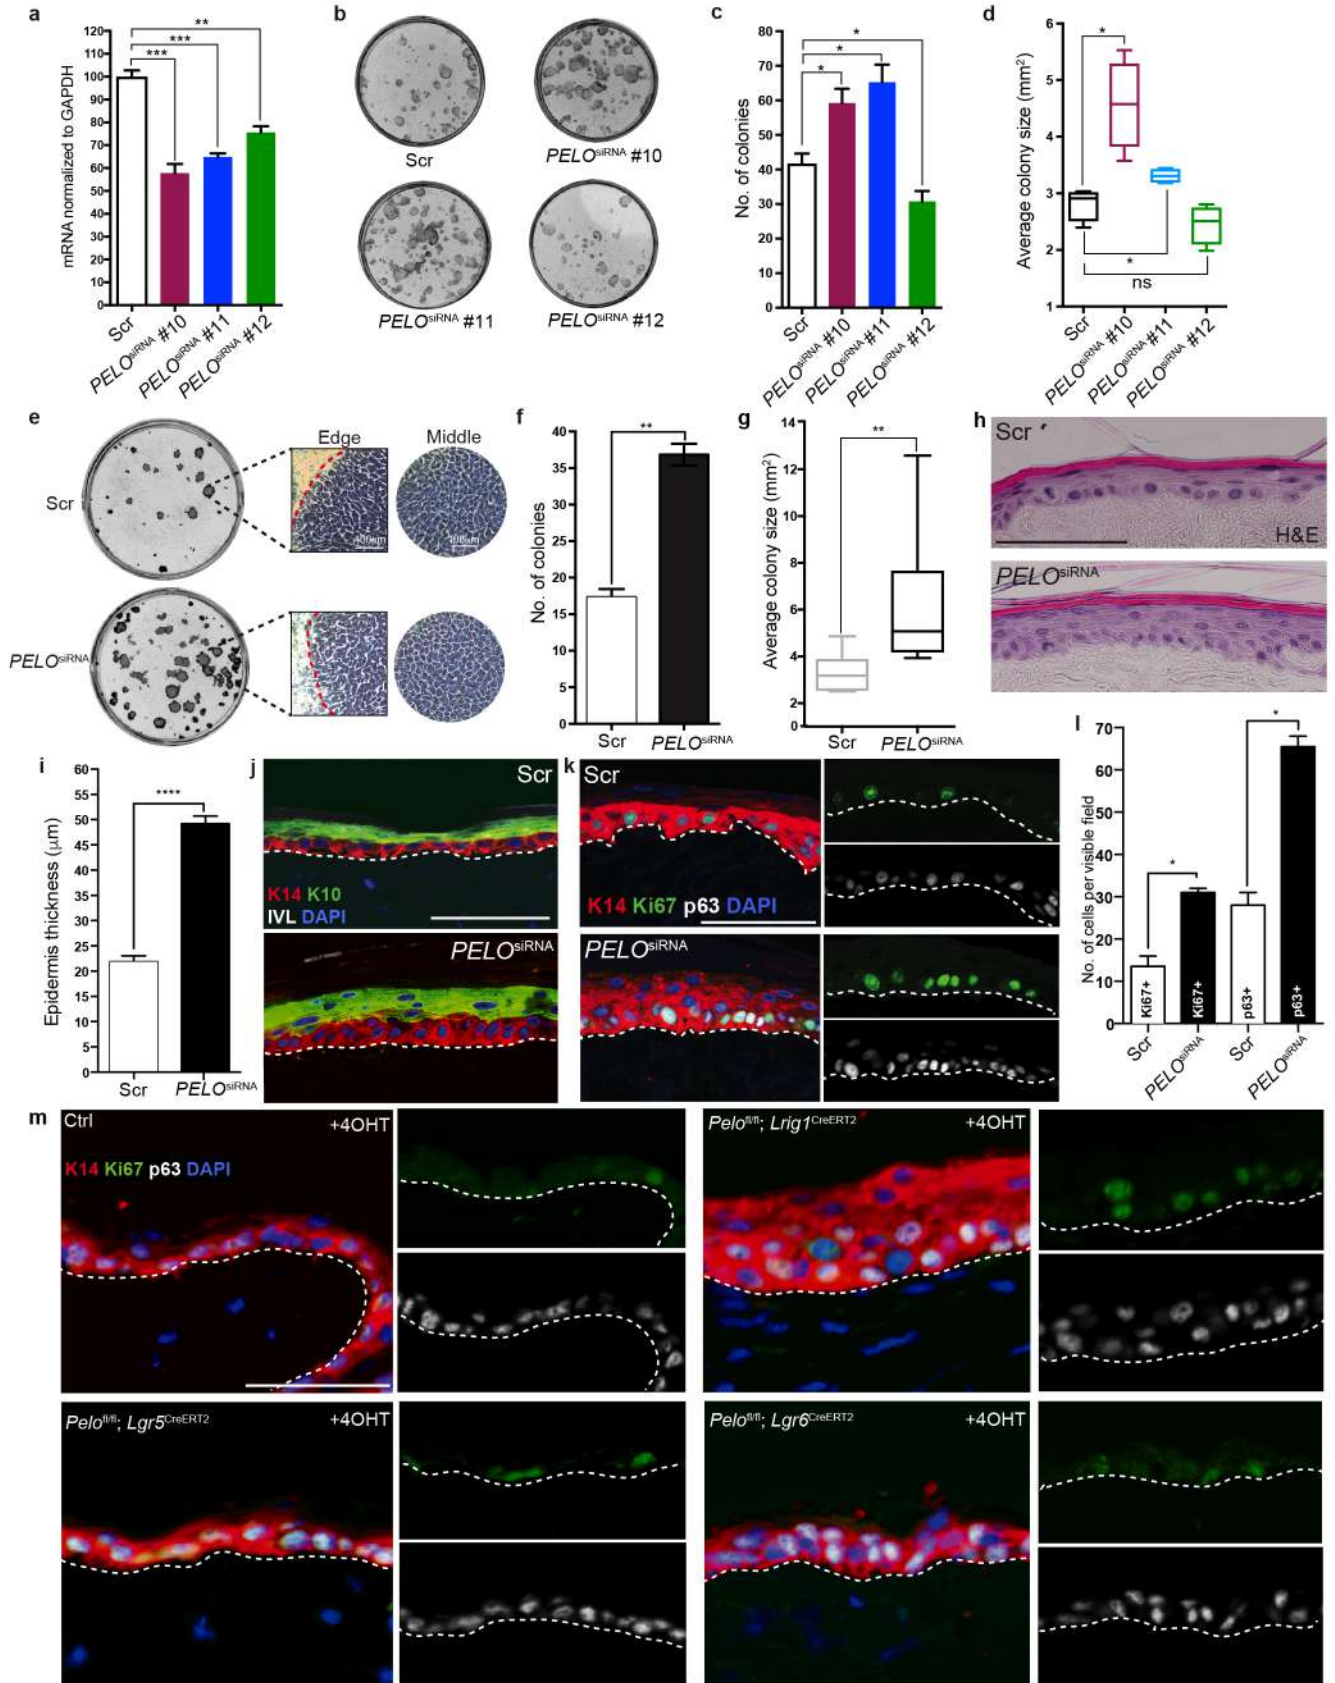 a
mRNA normalized to GAPDH
120
110
100
90
80
70
60
50
40
30
20
10
0
**
***
***
Scr
PELOsiRNA #10
PELOsiRNA #11
PELOsiRNA #12
b
Scr
PELOsiRNA #10
PELOsiRNA #11
PELOsiRNA #12
c
No. of colonies
80
70
60
50
40
30
20
10
0
*
*
*
Scr
PELOsiRNA #10
PELOsiRNA #11
PELOsiRNA #12
d
Average colony size (mm²)
6
5
4
3
2
1
*
*
ns
Scr
PELOsiRNA #10
PELOsiRNA #11
PELOsiRNA #12
e
Scr
Edge
Middle
PELOsiRNA
f
No. of colonies
40
35
30
25
20
15
10
5
0
**
Scr
PELOsiRNA
g
Average colony size (mm²)
14
12
8
6
4
2
0
**
Scr
PELOsiRNA
h
Scr
H&E
PELOsiRNA
i
Epidermis thickness (μm)
60
55
50
45
35
30
25
20
15
10
5
0
****
Scr
PELOsiRNA
j
Scr
K14 K10
IVL DAPI
PELOsiRNA
k
Scr
K14 Ki67 p63 DAPI
PELOsiRNA
l
No. of cells per visible field
70
60
50
40
30
10
0
*
*
Ki67+
Ki67+
p63+
p63+
Scr
PELOsiRNA
Scr
PELOsiRNA
m
Ctrl
+4OHT
K14 Ki67 p63 DAPI
Pelofl/fl; Lrig1CreERT2
+4OHT
Pelofl/fl; Lgr5CreERT2
+4OHT
Pelofl/fl; Lgr6CreERT2
+4OHT